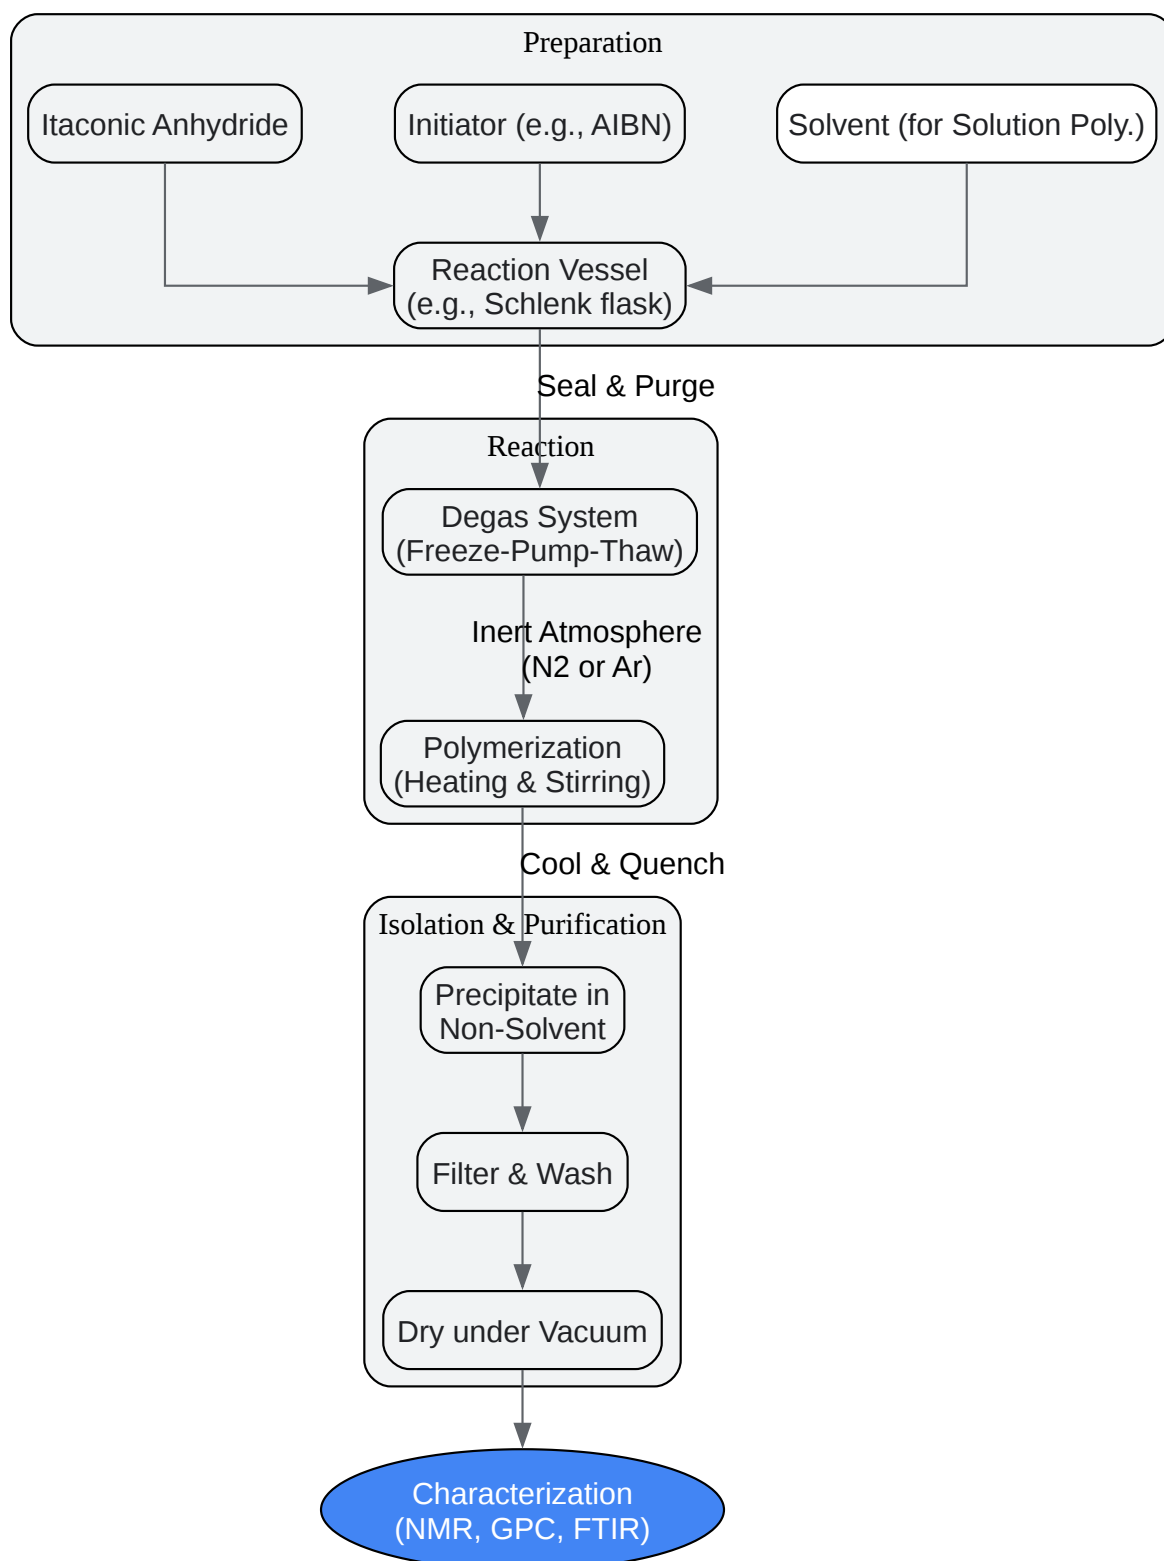 Preparation
Itaconic Anhydride
Initiator (e.g., AIBN)
Solvent (for Solution Poly.)
Reaction Vessel
(e.g., Schlenk flask)
Seal & Purge
Reaction
Degas System
(Freeze-Pump-Thaw)
Inert Atmosphere
(N2 or Ar)
Polymerization
(Heating & Stirring)
Cool & Quench
Isolation & Purification
Precipitate in
Non-Solvent
Filter & Wash
Dry under Vacuum
Characterization
(NMR, GPC, FTIR)